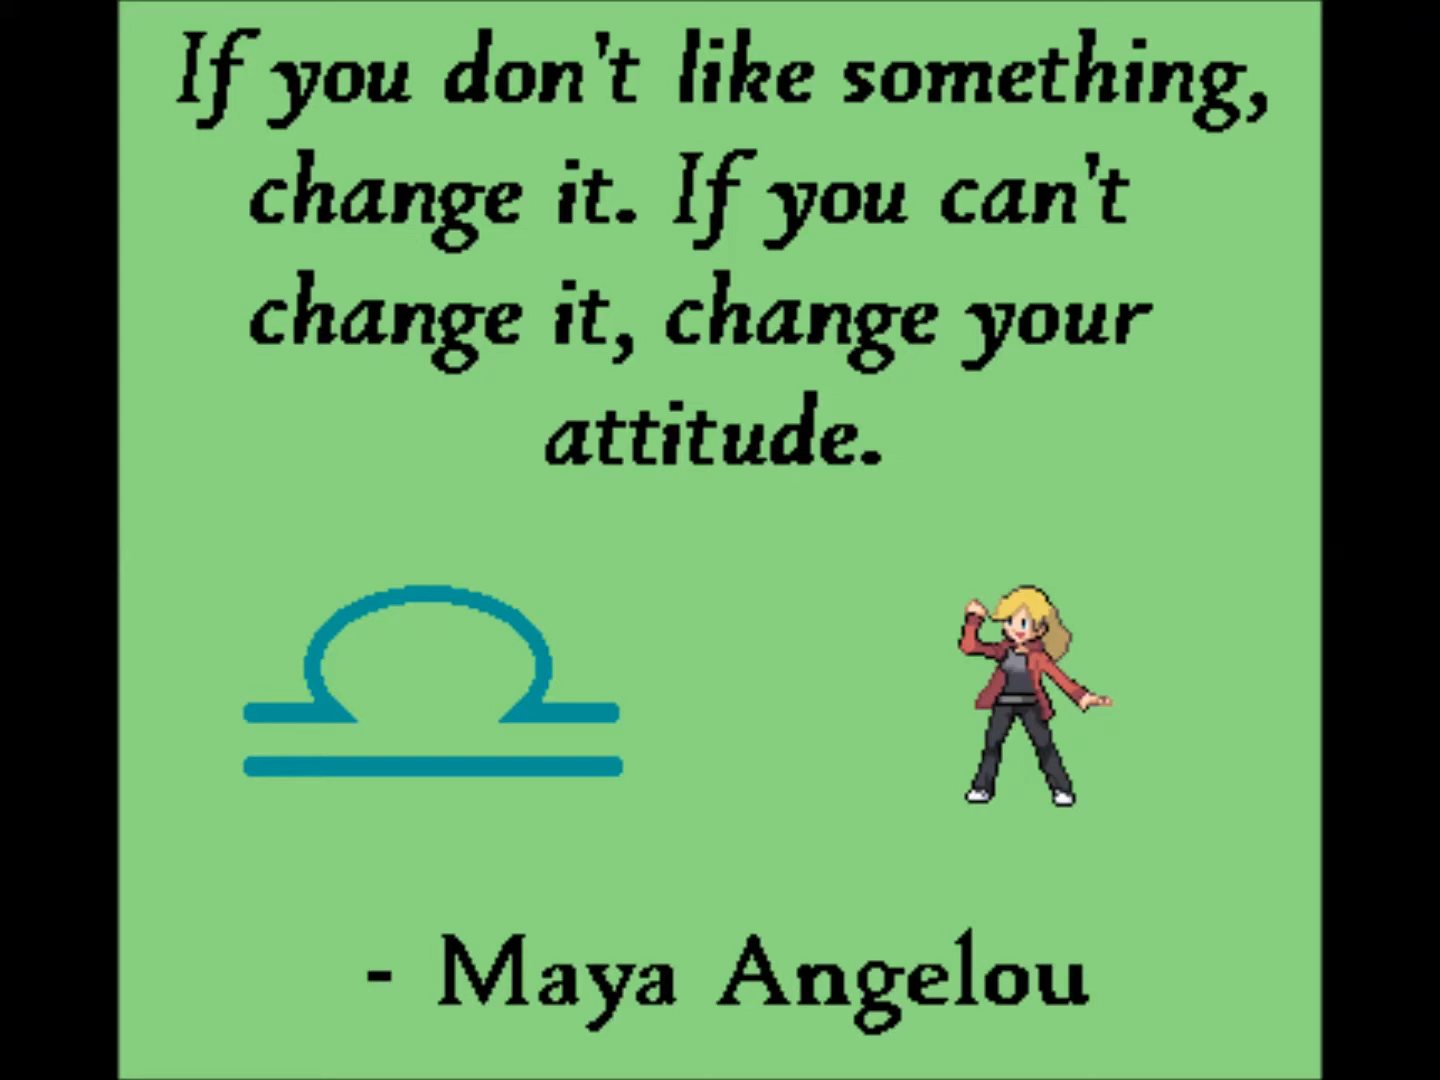 If you don't like something,
change it. If you can't
change it, change your
attitude.
- Maya Angelou